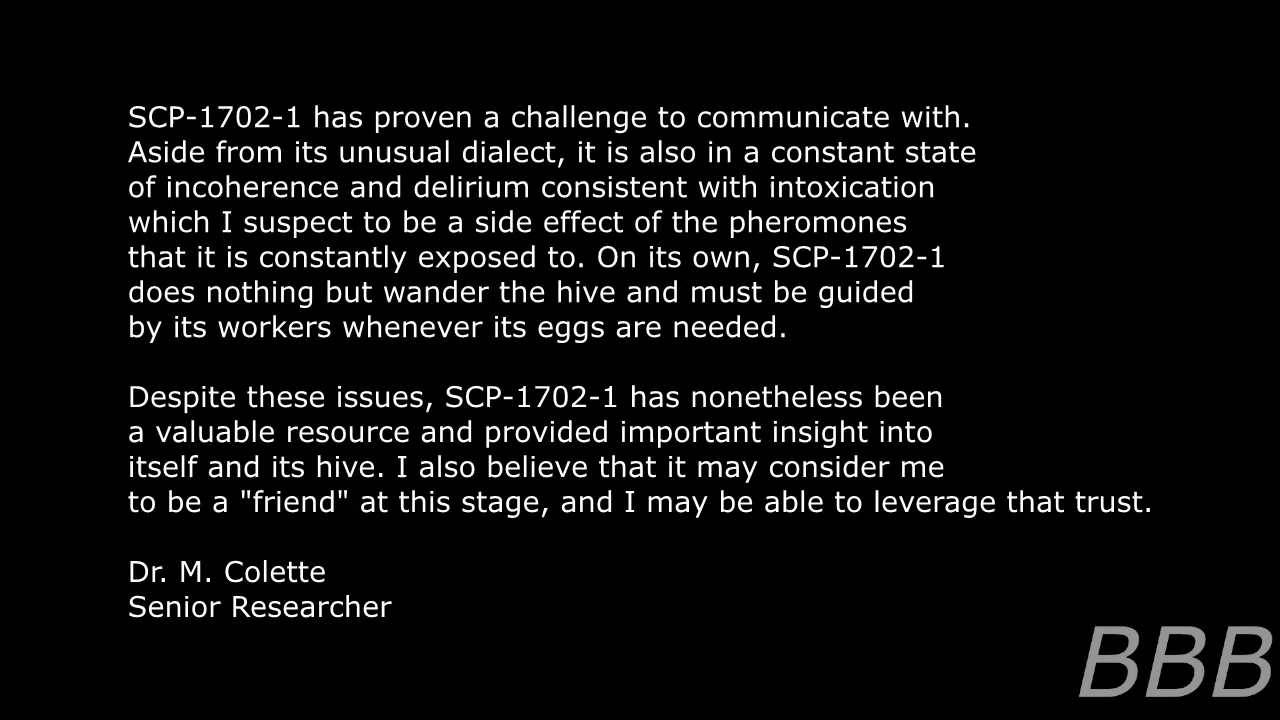 SCP-1702-1 has proven a challenge to communicate with.
Aside from its unusual dialect, it is also in a constant state
of incoherence and delirium consistent with intoxication
which I suspect to be a side effect of the pheromones
that it is constantly exposed to. On its own, SCP-1702-1
does nothing but wander the hive and must be guided
by its workers whenever its eggs are needed.
Despite these issues, SCP-1702-1 has nonetheless been
a valuable resource and provided important insight into
itself and its hive. I also believe that it may consider me
to be a "friend" at this stage, and I may be able to leverage that trust.
Dr. M. Colette
Senior Researcher
BBB